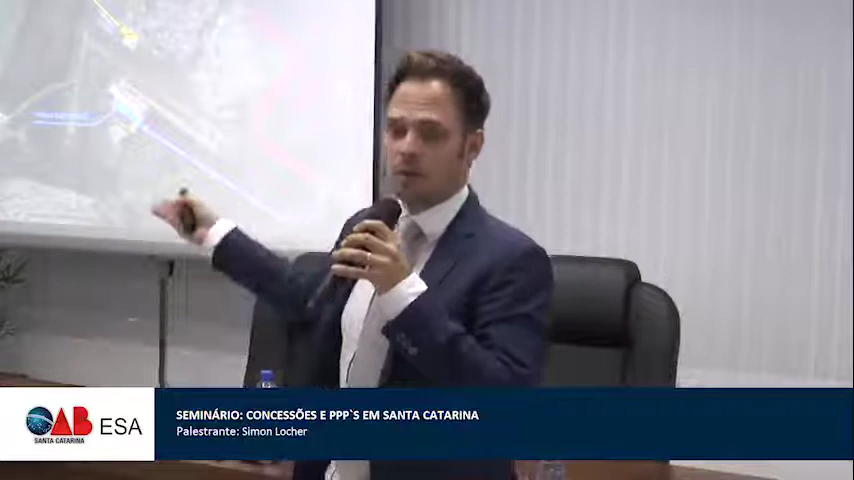 OAB ESA
SANTA CATARINA
SEMINÁRIO: CONCESSÕES E PPP`S EM SANTA CATARINA
Palestrante: Simon Locher